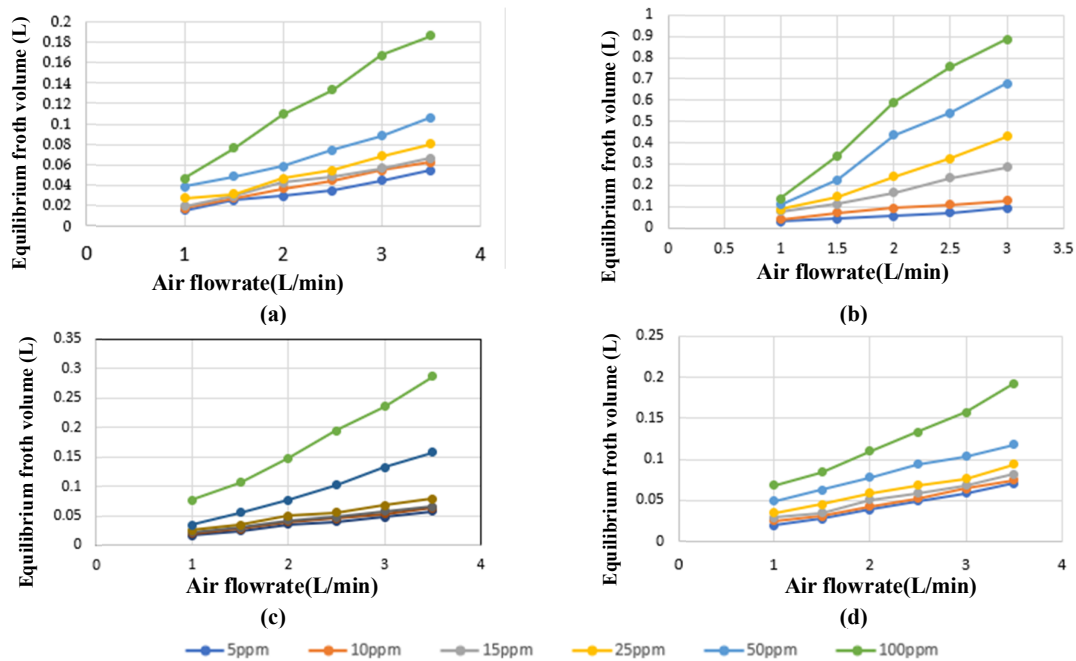 Equilibrium froth volume (L)
0.2
0.18
0.16
0.14
0.12
0.1
0.08
0.06
0.04
0.02
0
0 1 2 3 4
Air flowrate(L/min)
(a)
Equilibrium froth volume (L)
1
0.9
0.8
0.7
0.6
0.5
0.4
0.3
0.2
0.1
0
0 0.5 1 1.5 2 2.5 3 3.5
Air flowrate(L/min)
(b)
Equilibrium froth volume (L)
0.35
0.3
0.25
0.2
0.15
0.1
0.05
0
0 1 2 3 4
Air flowrate(L/min)
(c)
Equilibrium froth volume (L)
0.25
0.2
0.15
0.1
0.05
0
0 1 2 3 4
Air flowrate(L/min)
(d)
5ppm 10ppm 15ppm 25ppm 50ppm 100ppm